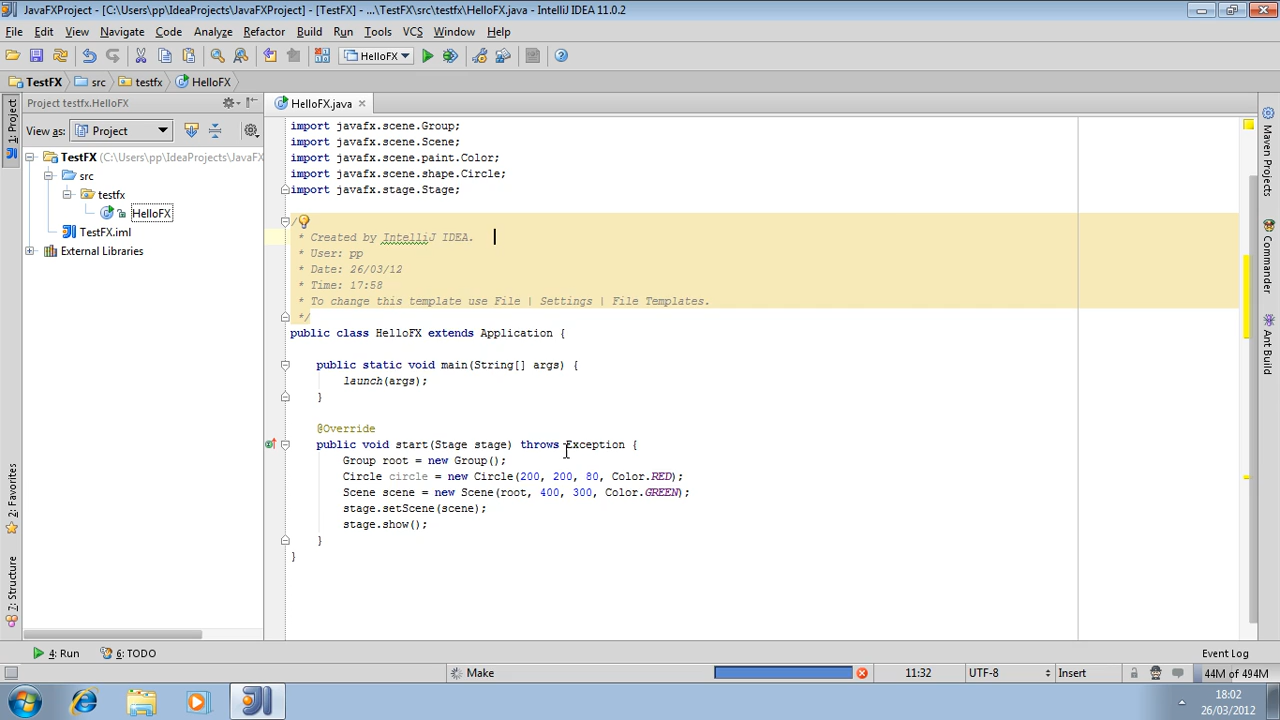 JavaFXProject - [C:\Users\pp\IdeaProjects\JavaFXProject] - [TestFX] - ...\TestFX\src\testfx\HelloFX.java - IntelliJ IDEA 11.0.2
File Edit View Navigate Code Analyze Refactor Build Run Tools VCS Window Help
HelloFX
TestFX src testfx HelloFX
Project testfx.HelloFX
HelloFX.java
View as: Project
TestFX (C:\Users\pp\IdeaProjects\JavaFX
src
testfx
HelloFX
TestFX.iml
External Libraries
1: Project
2: Favorites
7: Structure
import javafx.scene.Group;
import javafx.scene.Scene;
import javafx.scene.paint.Color;
import javafx.scene.shape.Circle;
import javafx.stage.Stage;
/
* Created by IntelliJ IDEA.
* User: pp
* Date: 26/03/12
* Time: 17:58
* To change this template use File | Settings | File Templates.
*/
public class HelloFX extends Application {
public static void main(String[] args) {
launch(args);
}
@Override
public void start(Stage stage) throws Exception {
Group root = new Group();
Circle circle = new Circle(200, 200, 80, Color.RED);
Scene scene = new Scene(root, 400, 300, Color.GREEN);
stage.setScene(scene);
stage.show();
}
}
Maven Projects
Commander
Ant Build
4: Run 6: TODO Event Log
Make 11:32 UTF-8 Insert 44M of 494M
18:02
26/03/2012